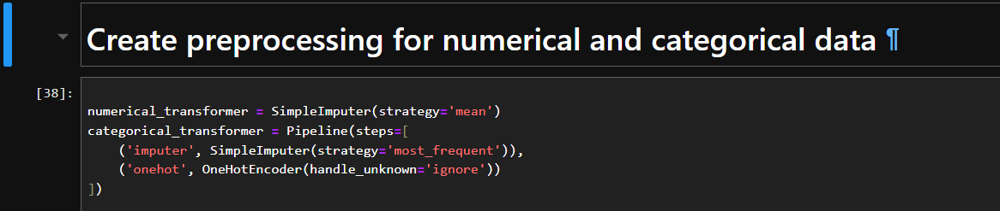 Create preprocessing for numerical and categorical data ¶
[38]:
numerical_transformer = SimpleImputer(strategy='mean')
categorical_transformer = Pipeline(steps=[
    ('imputer', SimpleImputer(strategy='most_frequent')),
    ('onehot', OneHotEncoder(handle_unknown='ignore'))
])